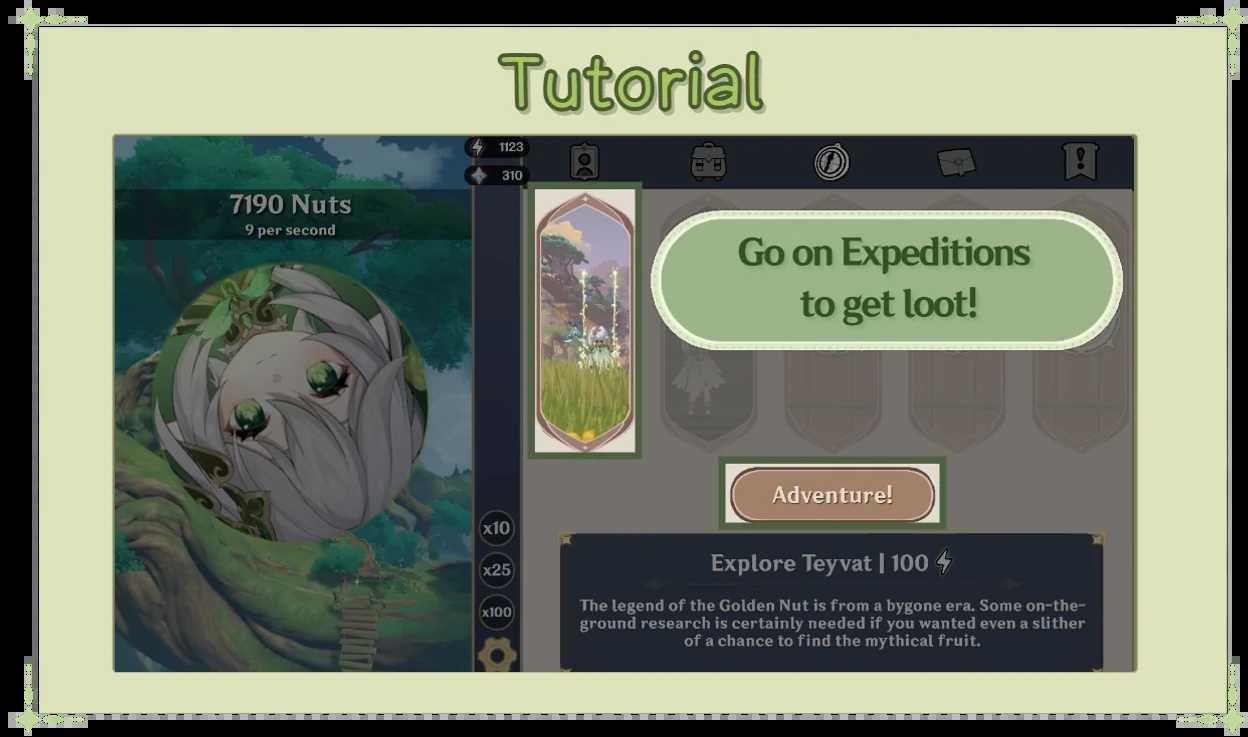 Tutorial
1123
310
7190 Nuts
9 per second
Go on Expeditions
to get loot!
Adventure!
x10
x25
x100
Explore Teyvat | 100
The legend of the Golden Nut is from a bygone era. Some on-the-
ground research is certainly needed if you wanted even a slither
of a chance to find the mythical fruit.